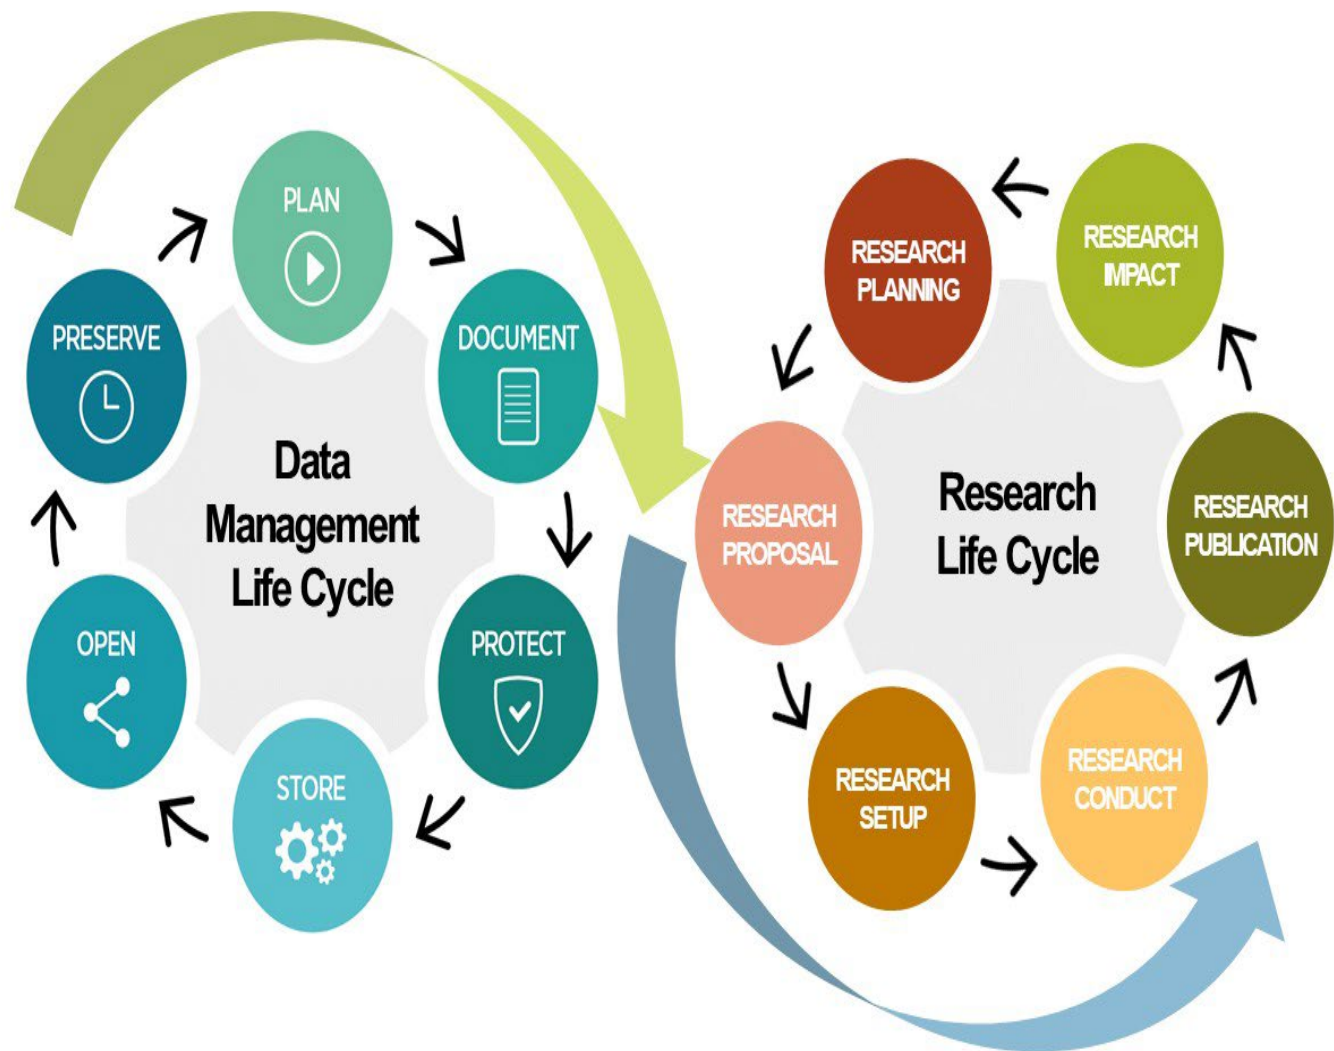 PLAN
DOCUMENT
PROTECT
STORE
OPEN
PRESERVE
Data
Management
Life Cycle
RESEARCH
PLANNING
RESEARCH
PROPOSAL
RESEARCH
SETUP
RESEARCH
CONDUCT
RESEARCH
PUBLICATION
RESEARCH
IMPACT
Research
Life Cycle